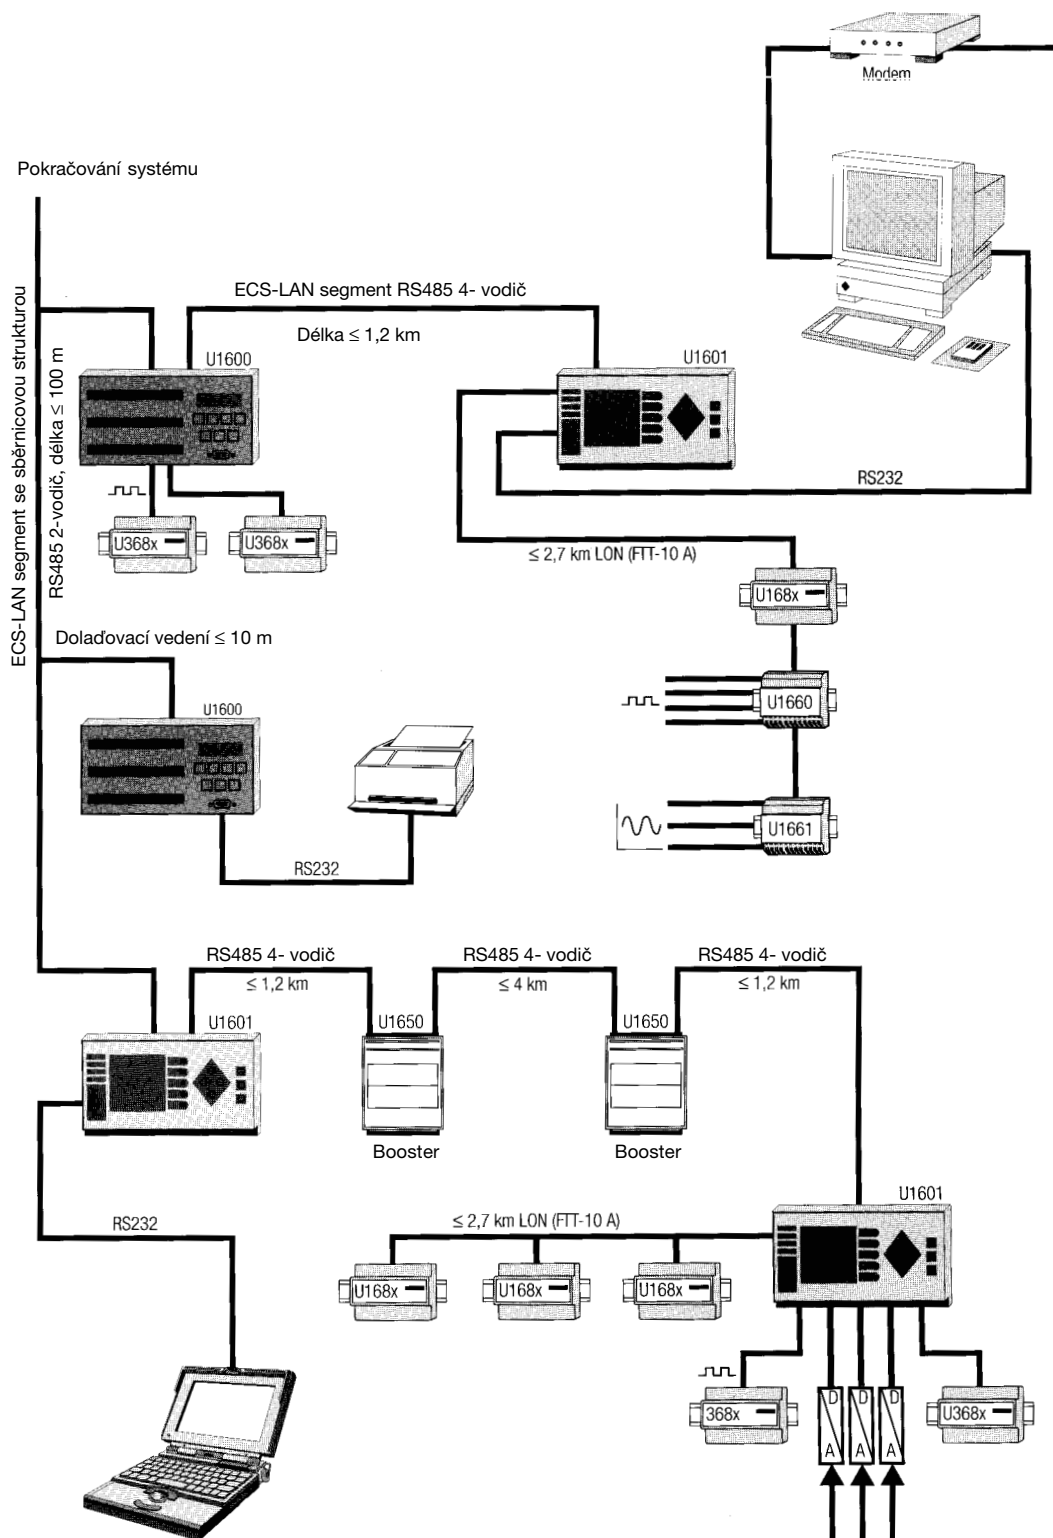 Modem
Pokračování systému
ECS-LAN segment se sběrnicovou strukturou
RS485 2-vodič, délka ≤ 100 m
ECS-LAN segment RS485 4- vodič
Délka ≤ 1,2 km
U1600
U1601
RS232
U368x
U368x
≤ 2,7 km LON (FTT-10 A)
U168x
Dolaďovací vedení ≤ 10 m
U1660
U1600
U1661
RS232
RS485 4- vodič
≤ 1,2 km
RS485 4- vodič
≤ 4 km
RS485 4- vodič
≤ 1,2 km
U1601
U1650
U1650
Booster
Booster
U1601
RS232
≤ 2,7 km LON (FTT-10 A)
U168x
U168x
U168x
368x
D
A
D
A
D
A
U368x